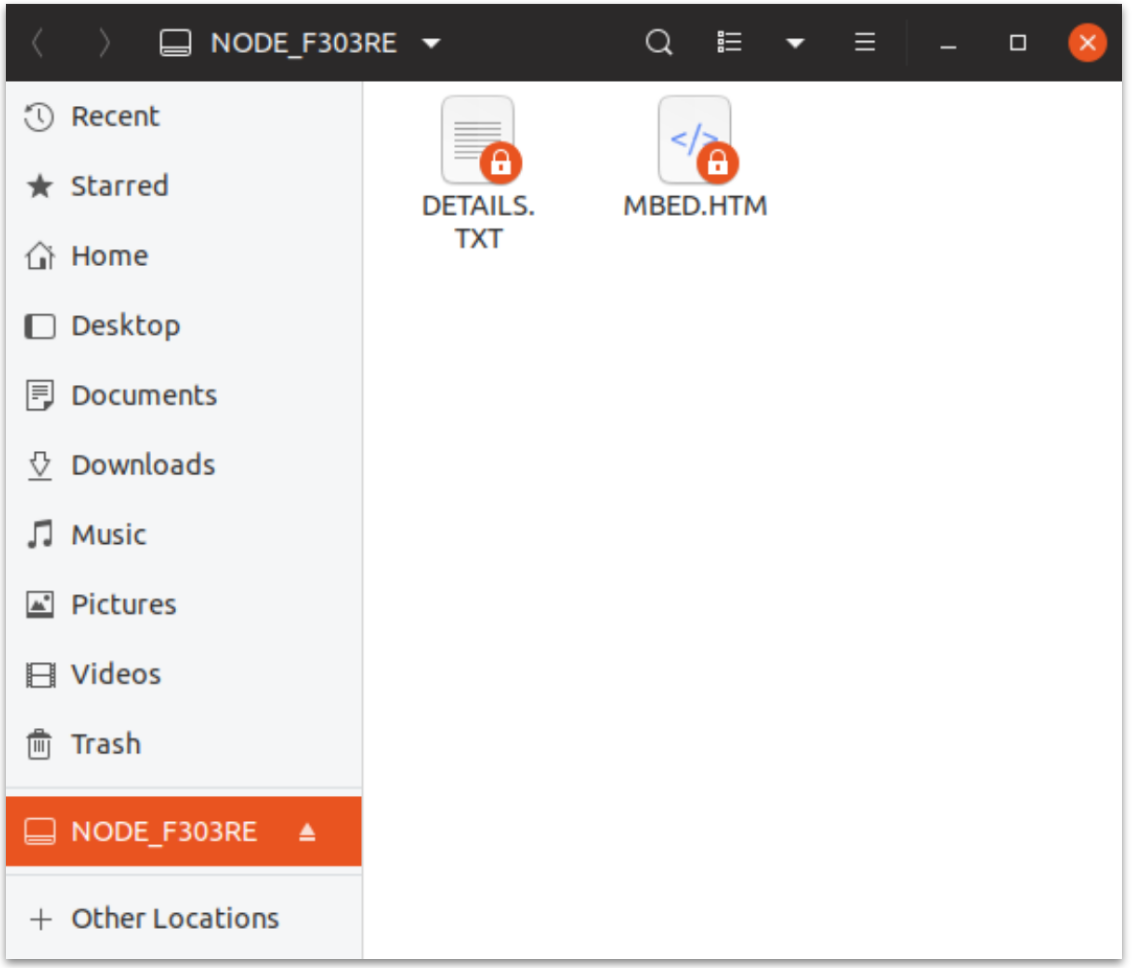 NODE_F303RE
Recent
Starred
Home
Desktop
Documents
Downloads
Music
Pictures
Videos
Trash
NODE_F303RE
Other Locations
DETAILS.
TXT
MBED.HTM